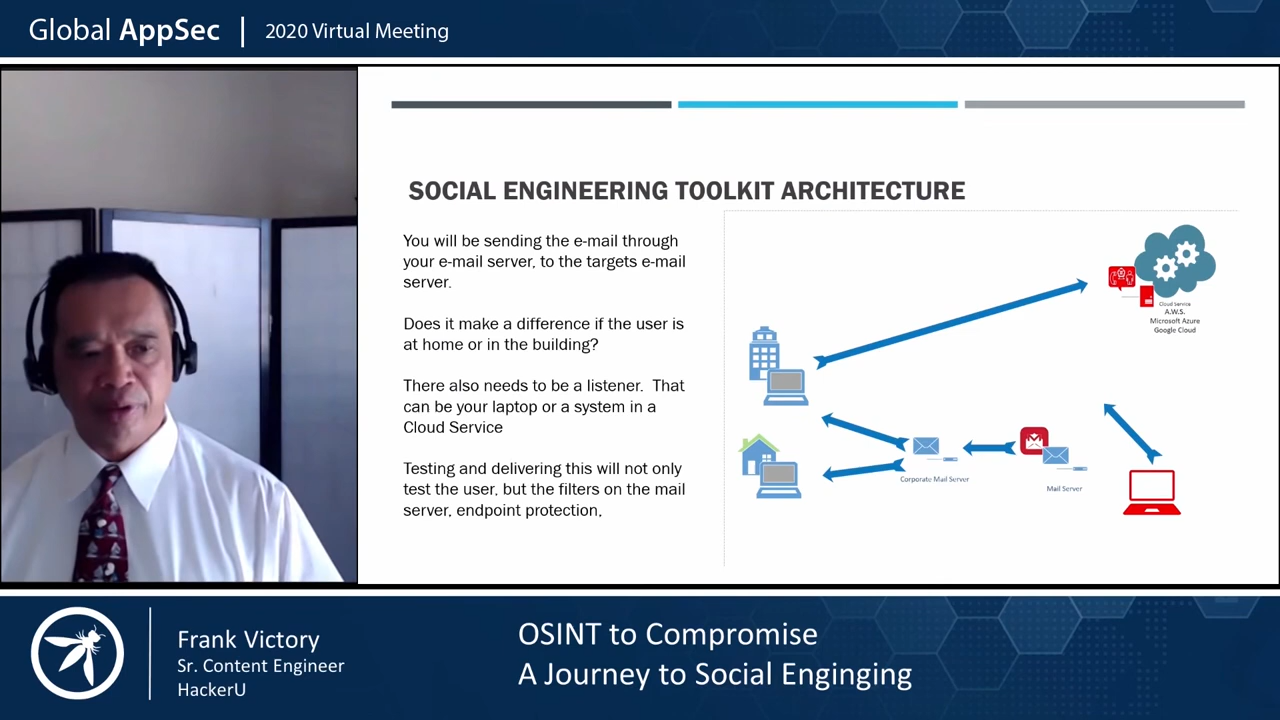 Global AppSec | 2020 Virtual Meeting
SOCIAL ENGINEERING TOOLKIT ARCHITECTURE
You will be sending the e-mail through
your e-mail server, to the targets e-mail
server.
Does it make a difference if the user is
at home or in the building?
There also needs to be a listener. That
can be your laptop or a system in a
Cloud Service
Testing and delivering this will not only
test the user, but the filters on the mail
server, endpoint protection,
Cloud Service
A.W.S.
Microsoft Azure
Google Cloud
Corporate Mail Server
Mail Server
Frank Victory
Sr. Content Engineer
HackerU
OSINT to Compromise
A Journey to Social Enginging